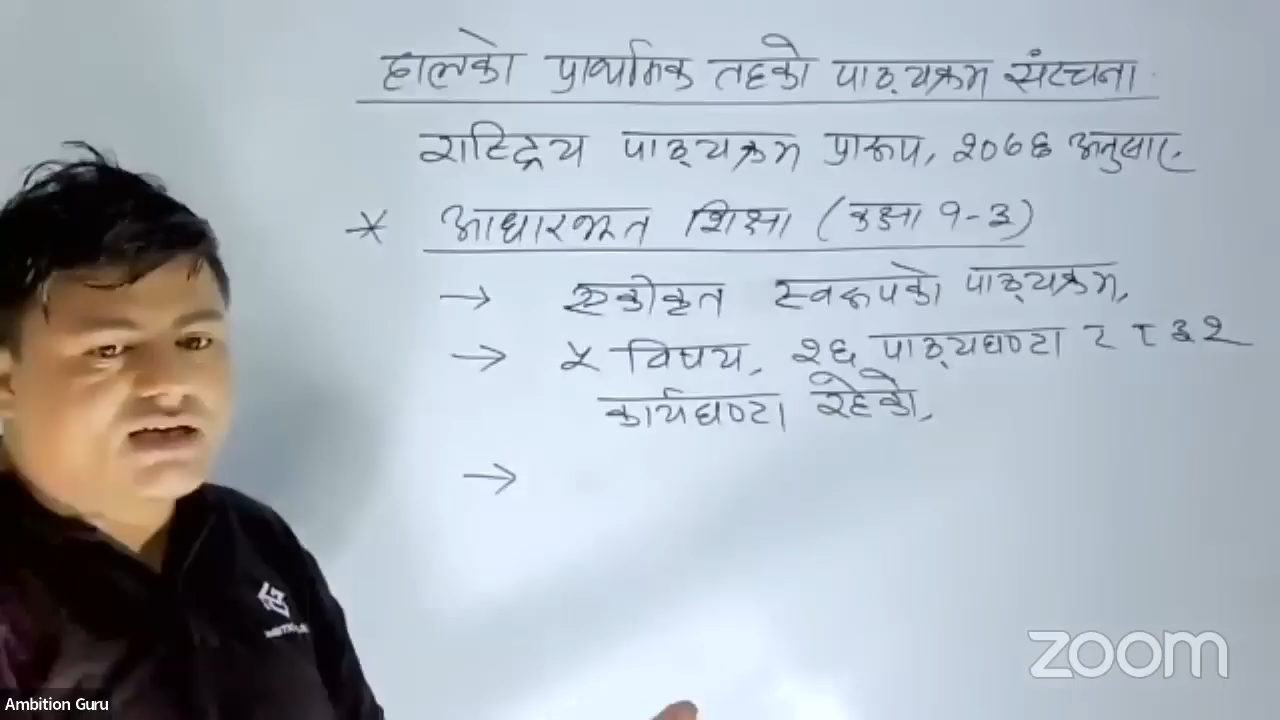 हालको प्राथमिक तहको पाठ्यक्रम संरचना
राष्ट्रिय पाठ्यक्रम प्रारूप, २०७६ अनुसार,
* आधारभूत शिक्षा (कक्षा १-३)
→ एकीकृत स्वरूपको पाठ्यक्रम,
→ ५ विषय, २६ पाठ्यघण्टा र ८३२
कार्यघण्टा रहेको,
→
zoom
Ambition Guru